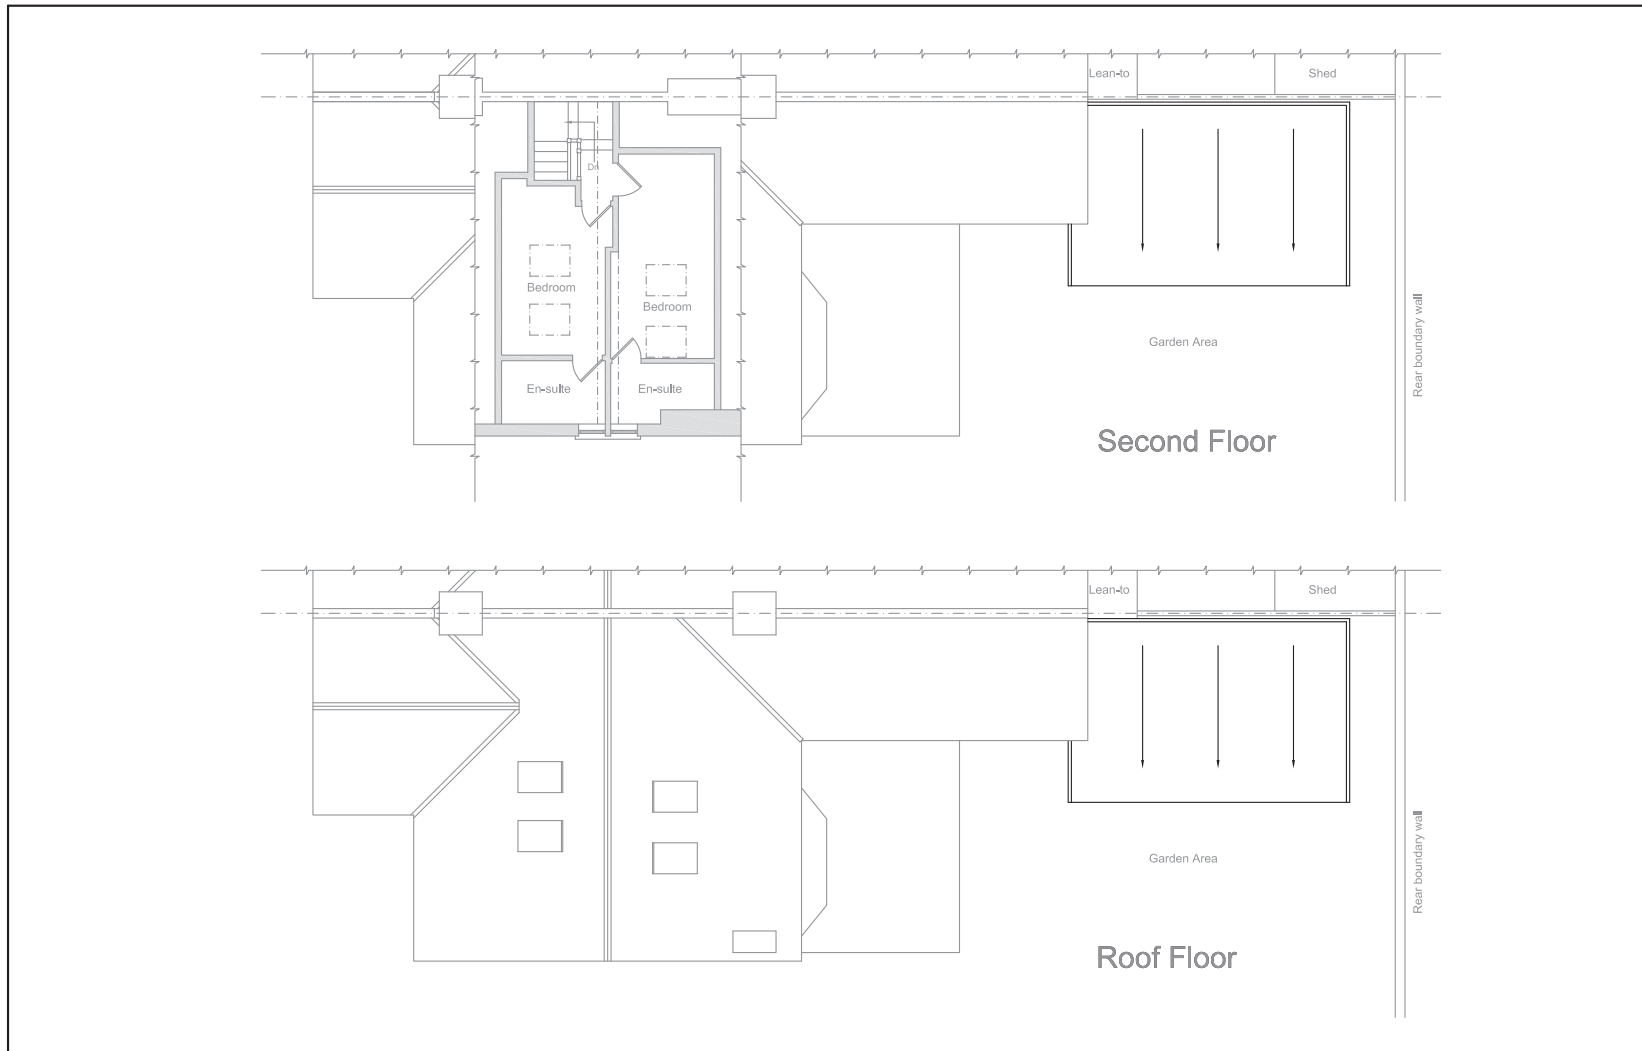 Lean-to
Shed
Dn
Bedroom
Bedroom
Rear boundary wall
Garden Area
En-suite
En-suite
Second Floor
Lean-to
Shed
Rear boundary wall
Garden Area
Roof Floor